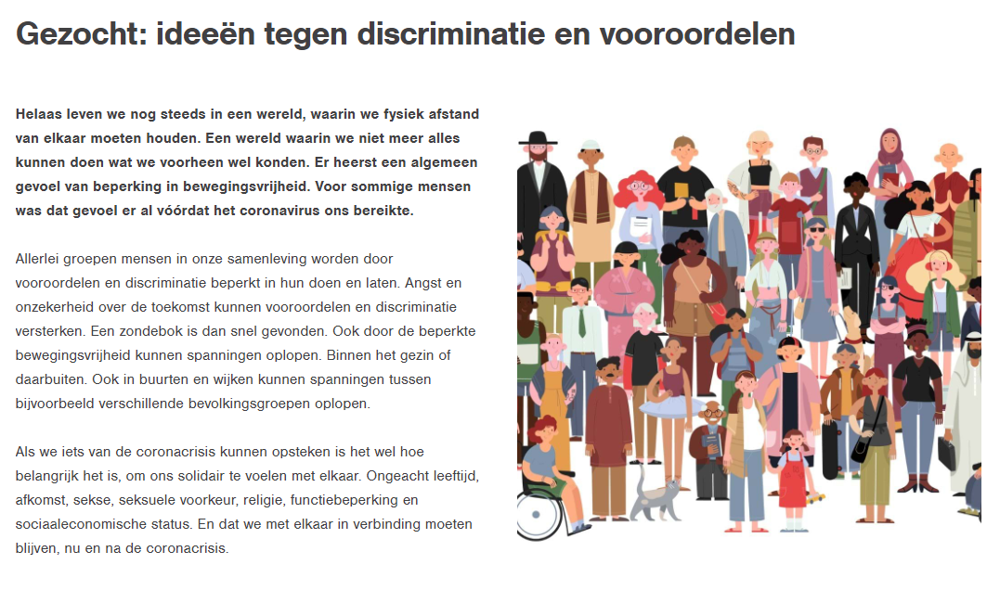 Gezocht: ideeën tegen discriminatie en vooroordelen
Helaas leven we nog steeds in een wereld, waarin we fysiek afstand
van elkaar moeten houden. Een wereld waarin we niet meer alles
kunnen doen wat we voorheen wel konden. Er heerst een algemeen
gevoel van beperking in bewegingsvrijheid. Voor sommige mensen
was dat gevoel er al vóórdat het coronavirus ons bereikte.
Allerlei groepen mensen in onze samenleving worden door
vooroordelen en discriminatie beperkt in hun doen en laten. Angst en
onzekerheid over de toekomst kunnen vooroordelen en discriminatie
versterken. Een zondebok is dan snel gevonden. Ook door de beperkte
bewegingsvrijheid kunnen spanningen oplopen. Binnen het gezin of
daarbuiten. Ook in buurten en wijken kunnen spanningen tussen
bijvoorbeeld verschillende bevolkingsgroepen oplopen.
Als we iets van de coronacrisis kunnen opsteken is het wel hoe
belangrijk het is, om ons solidair te voelen met elkaar. Ongeacht leeftijd,
afkomst, sekse, seksuele voorkeur, religie, functiebeperking en
sociaaleconomische status. En dat we met elkaar in verbinding moeten
blijven, nu en na de coronacrisis.